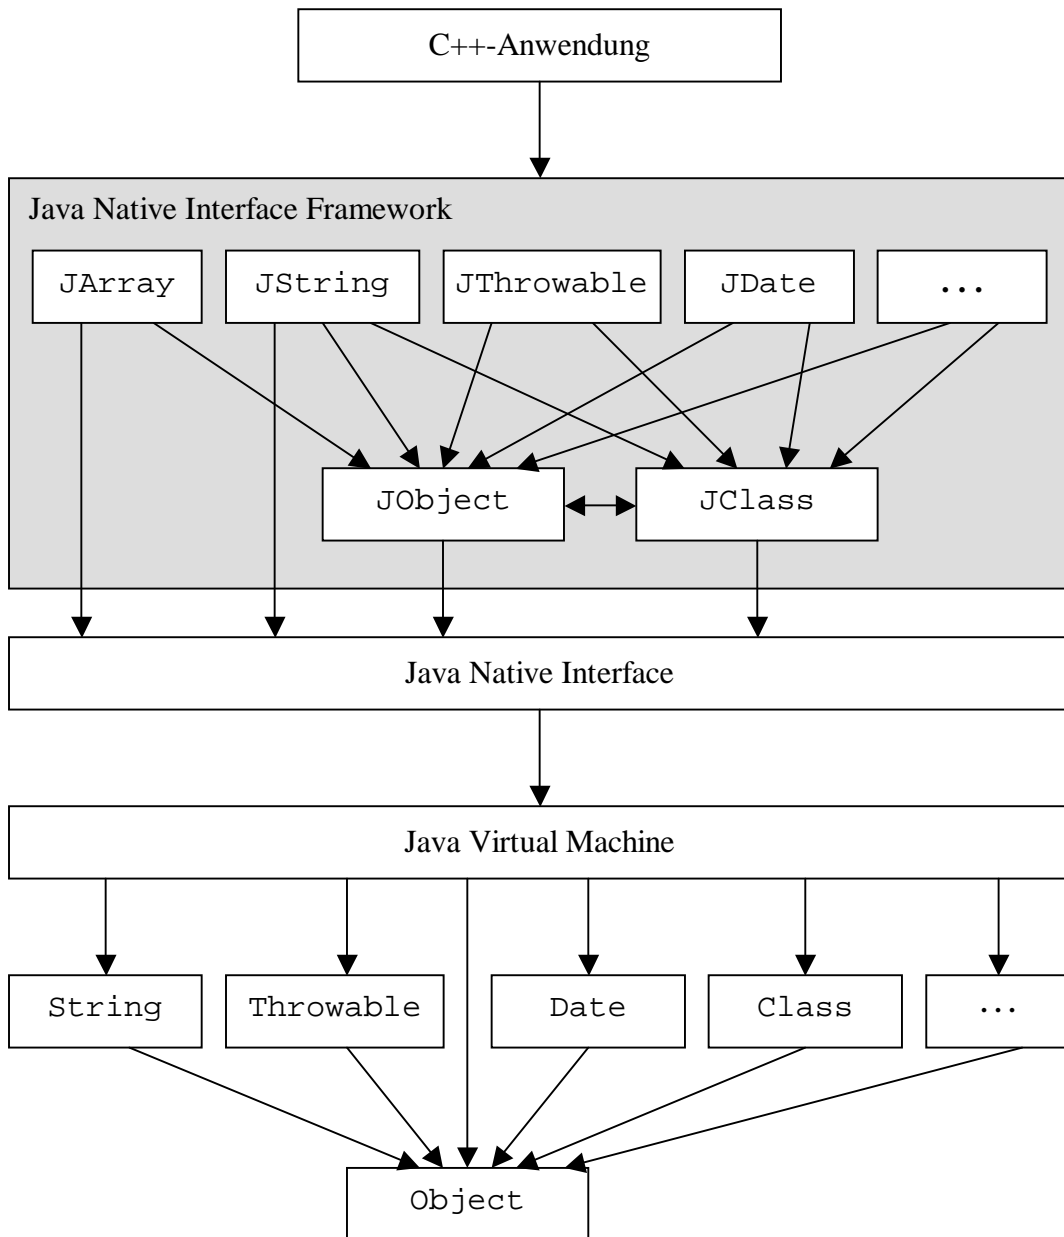 C++-Anwendung
Java Native Interface Framework
JArray
JString
JThrowable
JDate
...
JObject
JClass
Java Native Interface
Java Virtual Machine
String
Throwable
Date
Class
...
Object